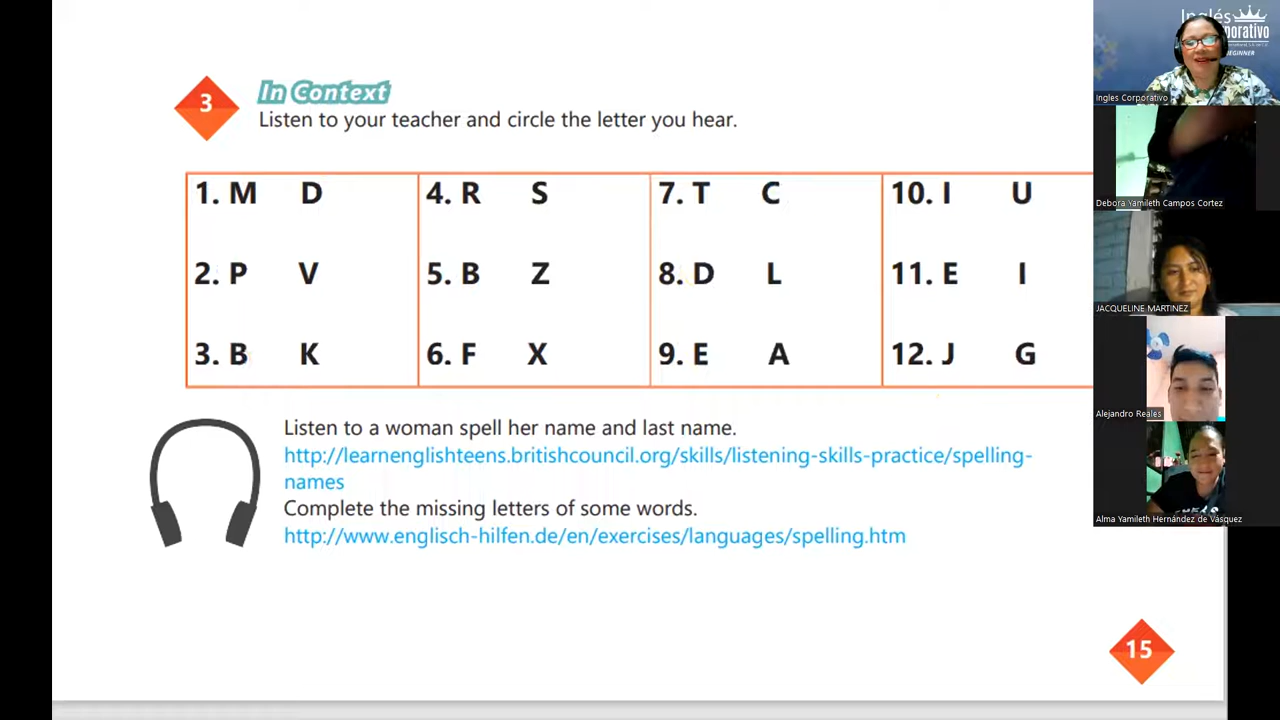 3
In Context
Listen to your teacher and circle the letter you hear.
1. M D
4. R S
7. T C
10. I U
2. P V
5. B Z
8. D L
11. E I
3. B K
6. F X
9. E A
12. J G
Listen to a woman spell her name and last name.
http://learnenglishteens.britishcouncil.org/skills/listening-skills-practice/spelling-
names
Complete the missing letters of some words.
http://www.englisch-hilfen.de/en/exercises/languages/spelling.htm
15
Inglés
Ingles Corporativo
Debora Yamileth Campos Cortez
JACQUELINE MARTINEZ
Alejandro Reales
Alma Yamileth Hernández de Vásquez